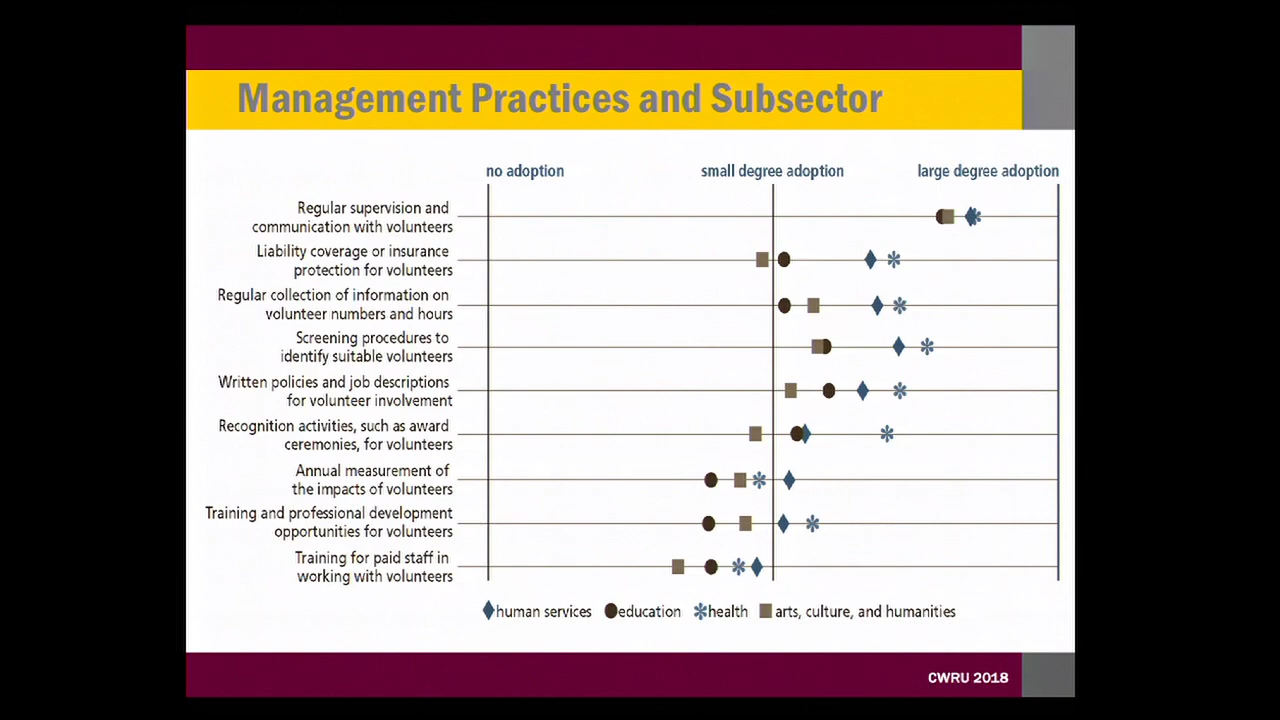 Management Practices and Subsector
no adoption
small degree adoption
large degree adoption
Regular supervision and
communication with volunteers
Liability coverage or insurance
protection for volunteers
Regular collection of information on
volunteer numbers and hours
Screening procedures to
identify suitable volunteers
Written policies and job descriptions
for volunteer involvement
Recognition activities, such as award
ceremonies, for volunteers
Annual measurement of
the impacts of volunteers
Training and professional development
opportunities for volunteers
Training for paid staff in
working with volunteers
human services education health arts, culture, and humanities
CWRU 2018